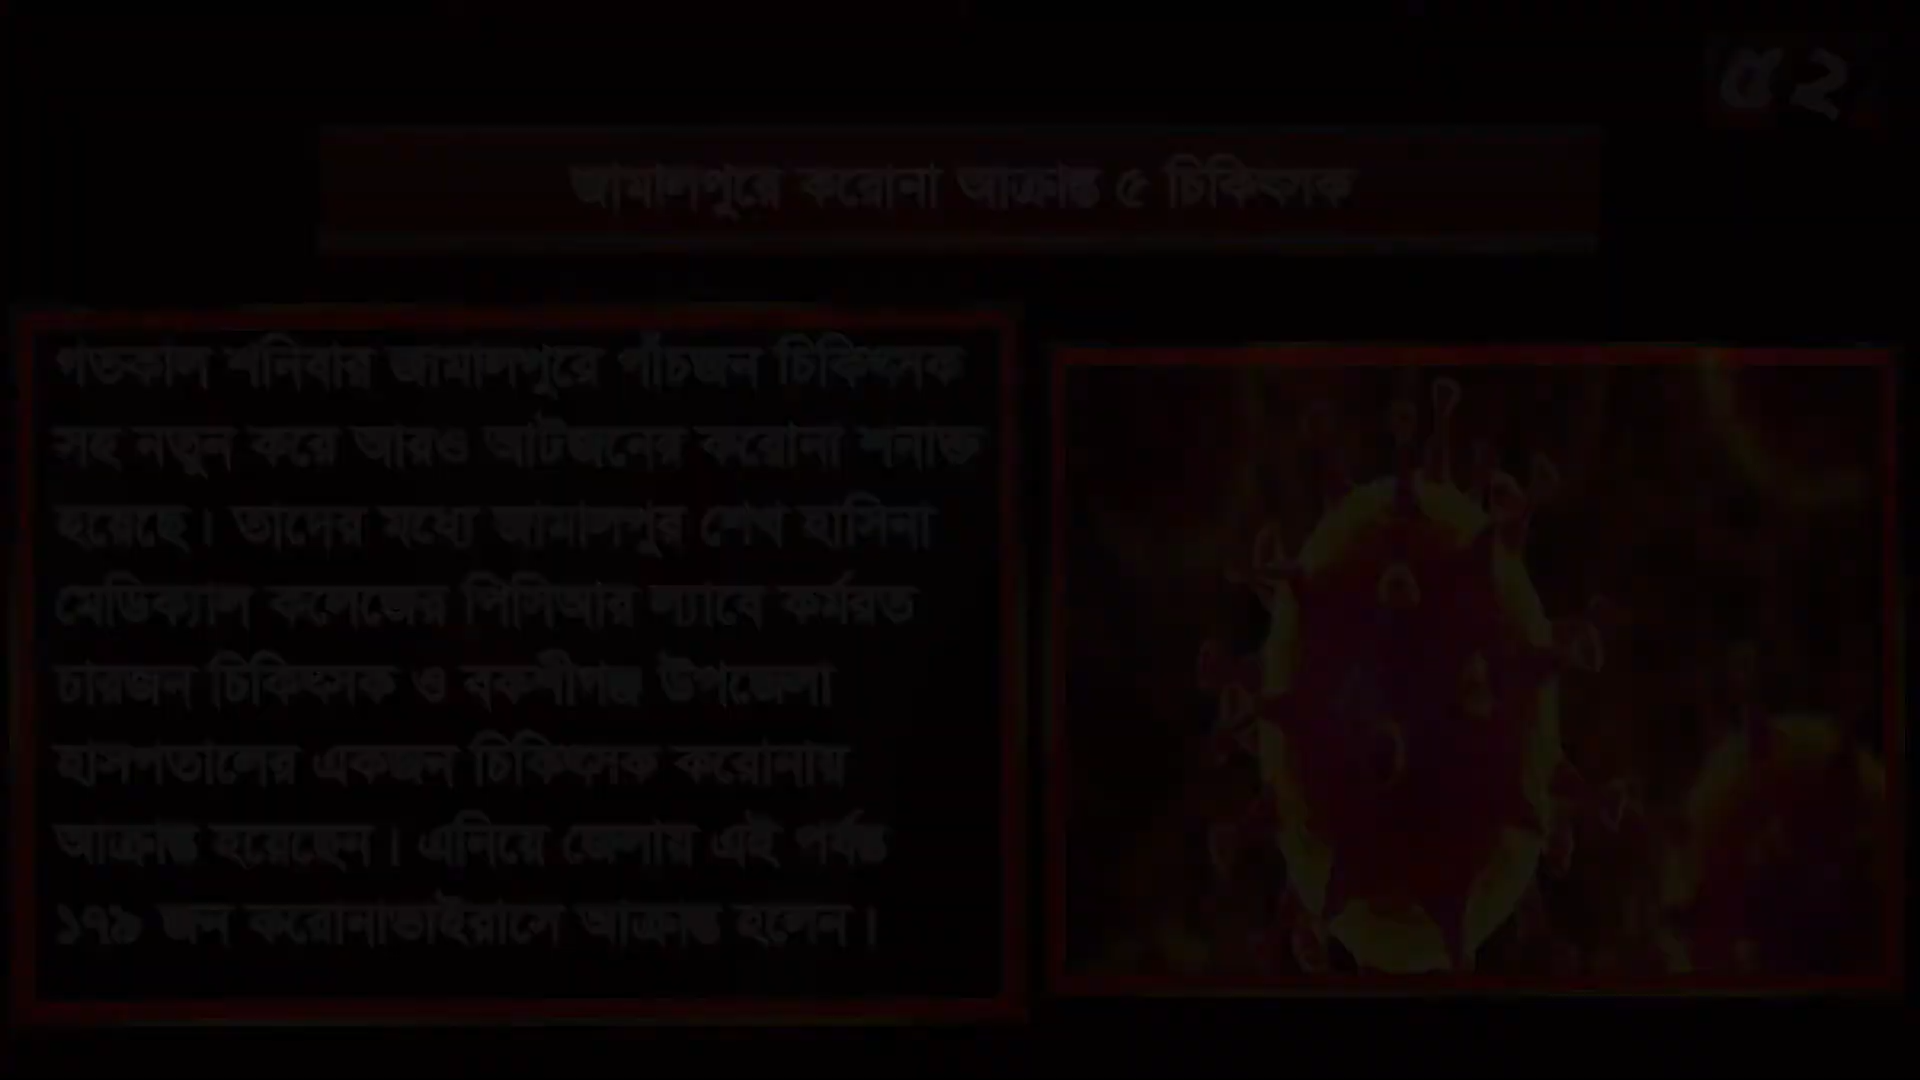 ৫২
জামালপুরে করোনা আক্রান্ত ৫ চিকিৎসক
গতকাল শনিবার জামালপুরে পাঁচজন চিকিৎসক
সহ নতুন করে আরও আটজনের করোনা শনাক্ত
হয়েছে। তাদের মধ্যে জামালপুর শেখ হাসিনা
মেডিক্যাল কলেজের পিসিআর ল্যাবে কর্মরত
চারজন চিকিৎসক ও বকশীগঞ্জ উপজেলা
হাসপতালের একজন চিকিৎসক করোনায়
আক্রান্ত হয়েছেন। এনিয়ে জেলায় এই পর্যন্ত
১৭৯ জন করোনাভাইরাসে আক্রান্ত হলেন।